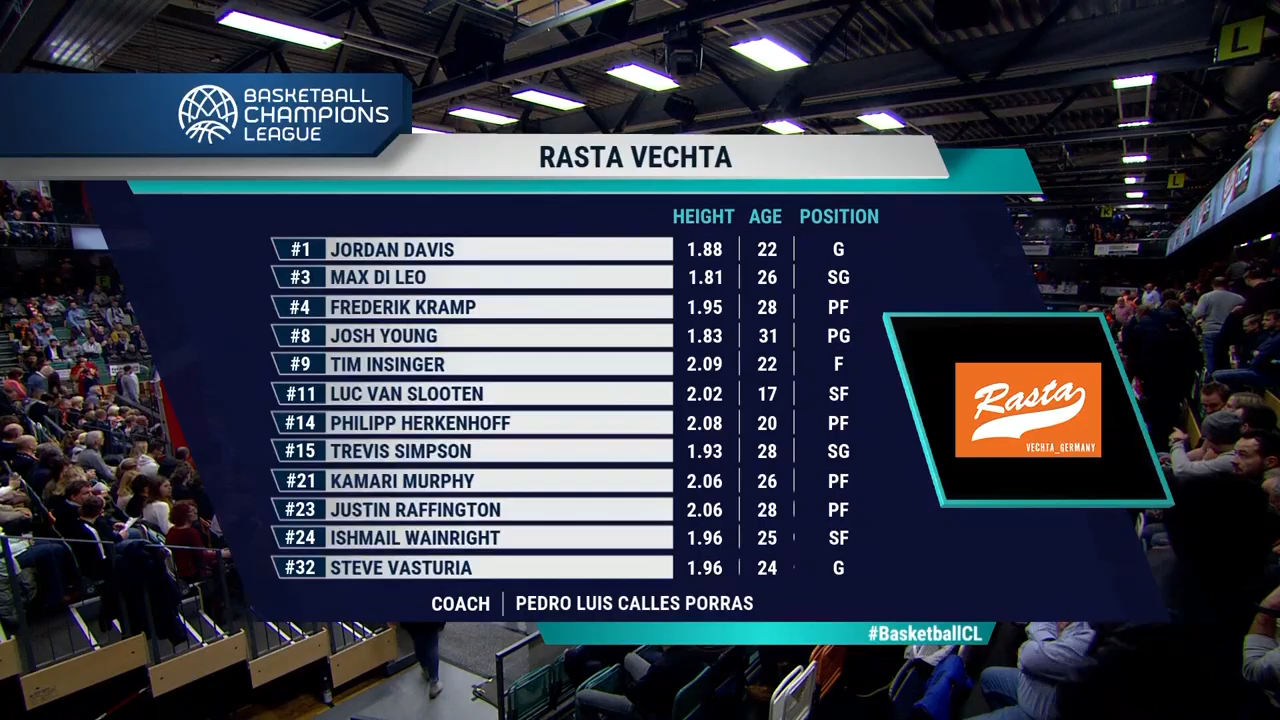 L
BASKETBALL
CHAMPIONS
LEAGUE
RASTA VECHTA
L
K
HEIGHT AGE POSITION
#1 JORDAN DAVIS 1.88 22 G
#3 MAX DI LEO 1.81 26 SG
#4 FREDERIK KRAMP 1.95 28 PF
#8 JOSH YOUNG 1.83 31 PG
#9 TIM INSINGER 2.09 22 F
#11 LUC VAN SLOOTEN 2.02 17 SF
#14 PHILIPP HERKENHOFF 2.08 20 PF
#15 TREVIS SIMPSON 1.93 28 SG
#21 KAMARI MURPHY 2.06 26 PF
#23 JUSTIN RAFFINGTON 2.06 28 PF
#24 ISHMAIL WAINRIGHT 1.96 25 SF
#32 STEVE VASTURIA 1.96 24 G
Rasta
VECHTA_GERMANY
COACH PEDRO LUIS CALLES PORRAS
#BasketballCL